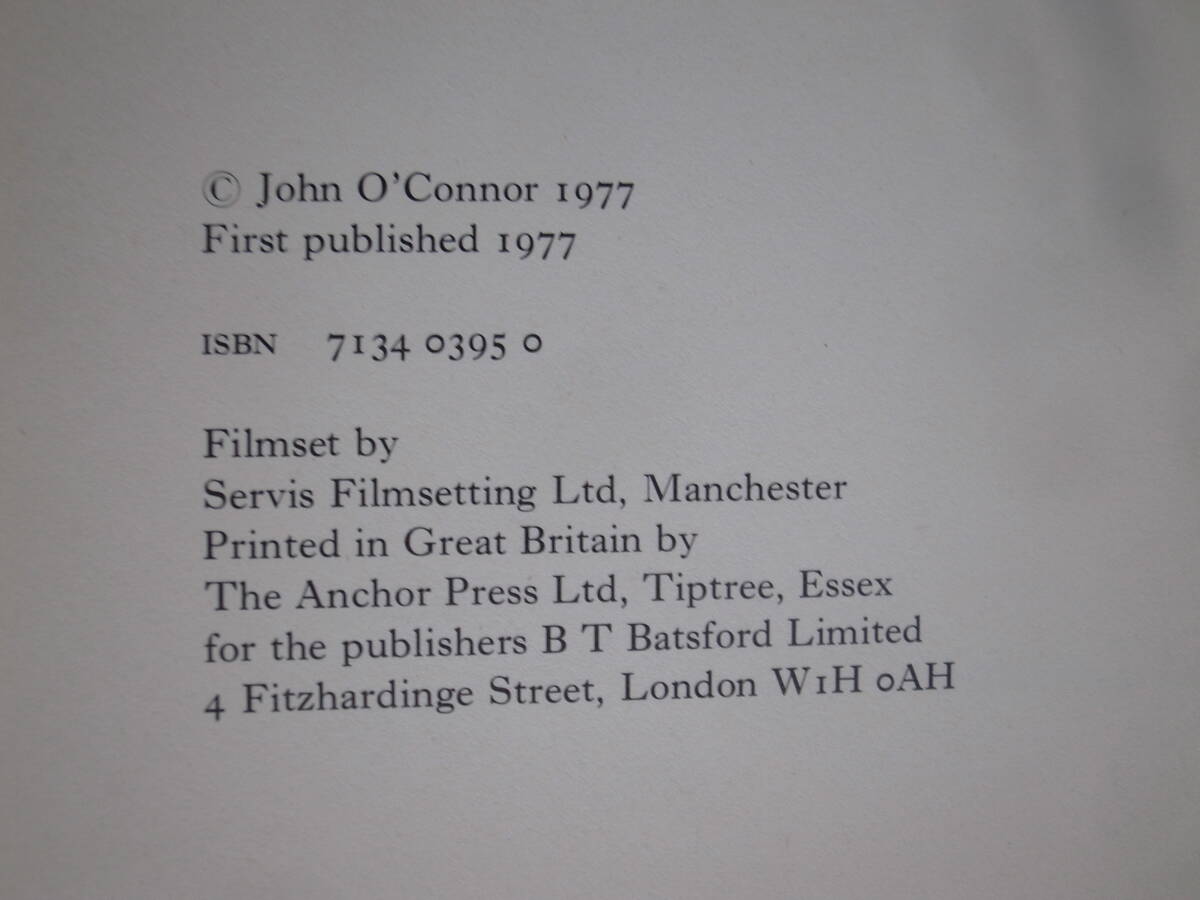 © John O'Connor 1977
First published 1977
ISBN 7134 0395 0
Filmset by
Servis Filmsetting Ltd, Manchester
Printed in Great Britain by
The Anchor Press Ltd, Tiptree, Essex
for the publishers B T Batsford Limited
4 Fitzhardinge Street, London W1H 0AH